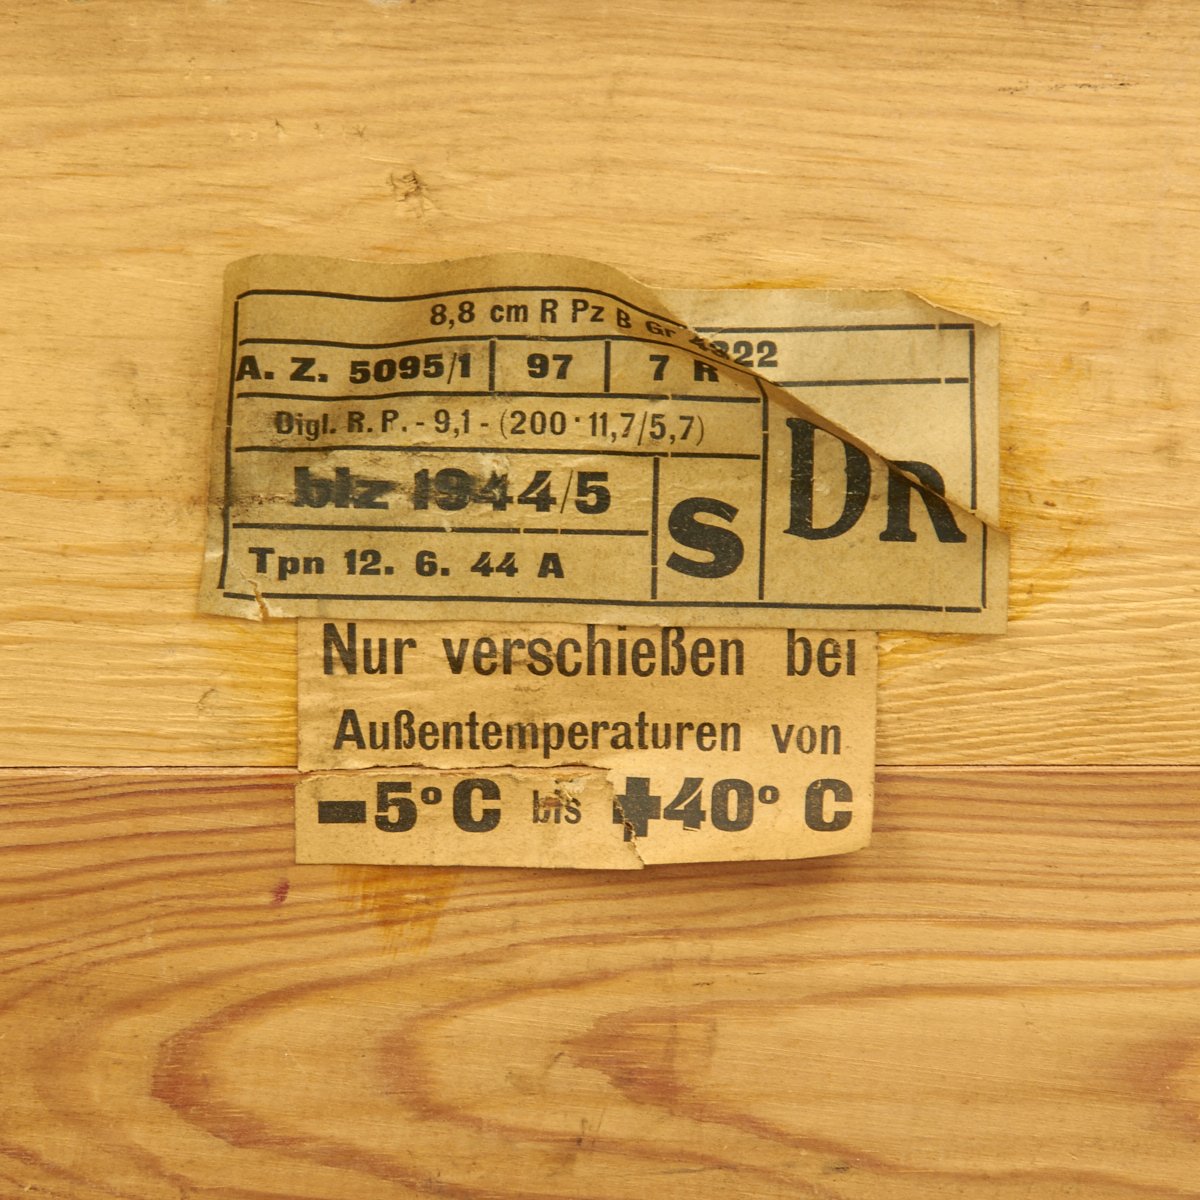 8,8 cm R Pz B Gr 4322
A. Z. 5095/1 97 7 R
Digl. R. P. - 9,1 - (200 · 11,7/5,7)
blz 1944/5 S DR
Tpn 12. 6. 44 A
Nur verschießen bei
Außentemperaturen von
-5° C bis +40° C